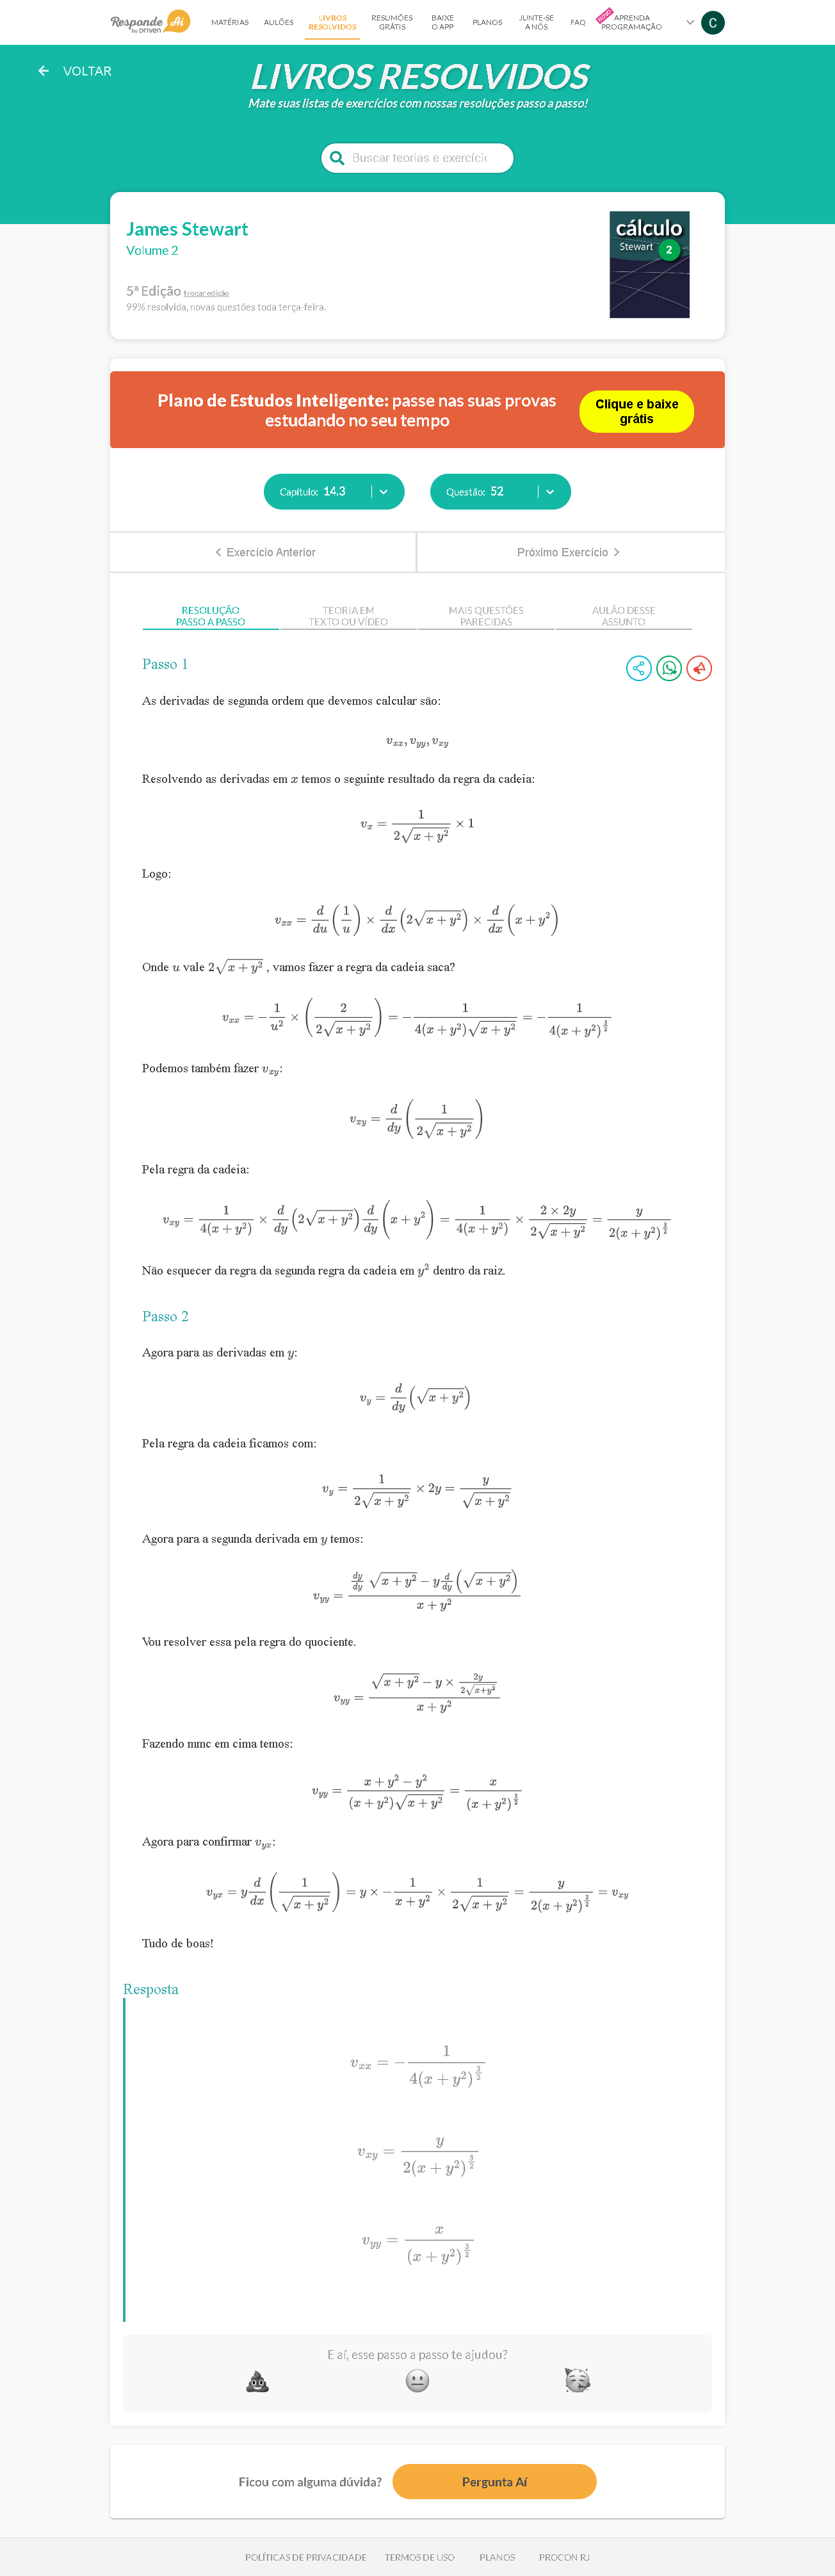 Responde Aí
by DRIVEN
MATÉRIAS
AULÕES
LIVROS
RESOLVIDOS
RESUMÕES
GRÁTIS
BAIXE
O APP
PLANOS
JUNTE-SE
A NÓS
FAQ
NOVO
APRENDA
PROGRAMAÇÃO
C
VOLTAR
LIVROS RESOLVIDOS
Mate suas listas de exercícios com nossas resoluções passo a passo!
Buscar teorias e exercíci
James Stewart
Volume 2
5ª Edição trocar edição
99% resolvida, novas questões toda terça-feira.
cálculo
Stewart 2
Plano de Estudos Inteligente: passe nas suas provas
estudando no seu tempo
Clique e baixe
grátis
Capítulo: 14.3
Questão: 52
Exercício Anterior
Próximo Exercício
RESOLUÇÃO
PASSO A PASSO
TEORIA EM
TEXTO OU VÍDEO
MAIS QUESTÕES
PARECIDAS
AULÃO DESSE
ASSUNTO
Passo 1
As derivadas de segunda ordem que devemos calcular são:
$v_{xx}, v_{yy}, v_{xy}$
Resolvendo as derivadas em $x$ temos o seguinte resultado da regra da cadeia:
$v_x = \frac{1}{2\sqrt{x+y^2}} \times 1$
Logo:
$v_{xx} = \frac{d}{du}\left(\frac{1}{u}\right) \times \frac{d}{dx}\left(2\sqrt{x+y^2}\right) \times \frac{d}{dx}\left(x+y^2\right)$
Onde $u$ vale $2\sqrt{x+y^2}$ , vamos fazer a regra da cadeia saca?
$v_{xx} = -\frac{1}{u^2} \times \left(\frac{2}{2\sqrt{x+y^2}}\right) = -\frac{1}{4(x+y^2)\sqrt{x+y^2}} = -\frac{1}{4(x+y^2)^{\frac{3}{2}}}$
Podemos também fazer $v_{xy}$:
$v_{xy} = \frac{d}{dy}\left(\frac{1}{2\sqrt{x+y^2}}\right)$
Pela regra da cadeia:
$v_{xy} = \frac{1}{4(x+y^2)} \times \frac{d}{dy}\left(2\sqrt{x+y^2}\right)\frac{d}{dy}\left(x+y^2\right) = \frac{1}{4(x+y^2)} \times \frac{2 \times 2y}{2\sqrt{x+y^2}} = \frac{y}{2(x+y^2)^{\frac{3}{2}}}$
Não esquecer da regra da segunda regra da cadeia em $y^2$ dentro da raiz.
Passo 2
Agora para as derivadas em $y$:
$v_y = \frac{d}{dy}\left(\sqrt{x+y^2}\right)$
Pela regra da cadeia ficamos com:
$v_y = \frac{1}{2\sqrt{x+y^2}} \times 2y = \frac{y}{\sqrt{x+y^2}}$
Agora para a segunda derivada em $y$ temos:
$v_{yy} = \frac{\frac{dy}{dy}\sqrt{x+y^2} - y\frac{d}{dy}\left(\sqrt{x+y^2}\right)}{x+y^2}$
Vou resolver essa pela regra do quociente.
$v_{yy} = \frac{\sqrt{x+y^2} - y \times \frac{2y}{2\sqrt{x+y^2}}}{x+y^2}$
Fazendo mmc em cima temos:
$v_{yy} = \frac{x+y^2-y^2}{(x+y^2)\sqrt{x+y^2}} = \frac{x}{(x+y^2)^{\frac{3}{2}}}$
Agora para confirmar $v_{yx}$:
$v_{yx} = y\frac{d}{dx}\left(\frac{1}{\sqrt{x+y^2}}\right) = y \times -\frac{1}{x+y^2} \times \frac{1}{2\sqrt{x+y^2}} = \frac{y}{2(x+y^2)^{\frac{3}{2}}} = v_{xy}$
Tudo de boas!
Resposta
$v_{xx} = -\frac{1}{4(x+y^2)^{\frac{3}{2}}}$
$v_{xy} = \frac{y}{2(x+y^2)^{\frac{3}{2}}}$
$v_{yy} = \frac{x}{(x+y^2)^{\frac{3}{2}}}$
E aí, esse passo a passo te ajudou?
Ficou com alguma dúvida?
Pergunta Aí
POLÍTICAS DE PRIVACIDADE
TERMOS DE USO
PLANOS
PROCON RJ